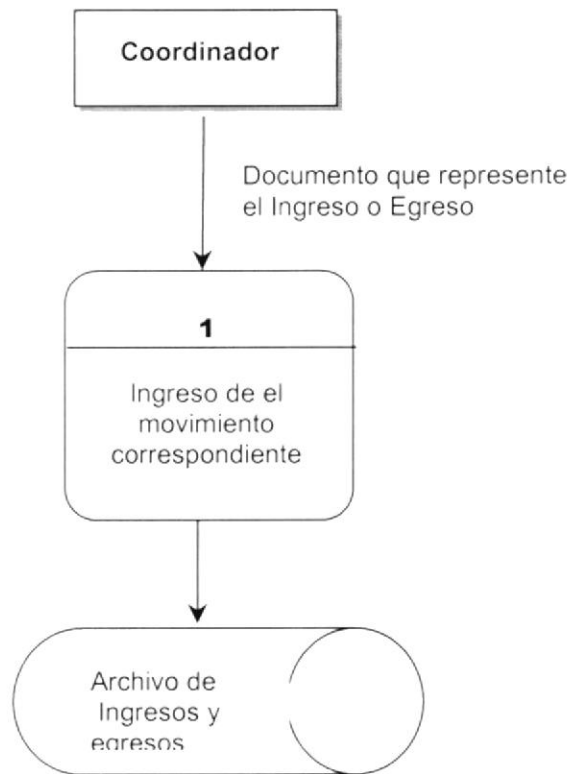 Coordinador
Documento que represente
el Ingreso o Egreso
1
Ingreso de el
movimiento
correspondiente
Archivo de
Ingresos y
egresos